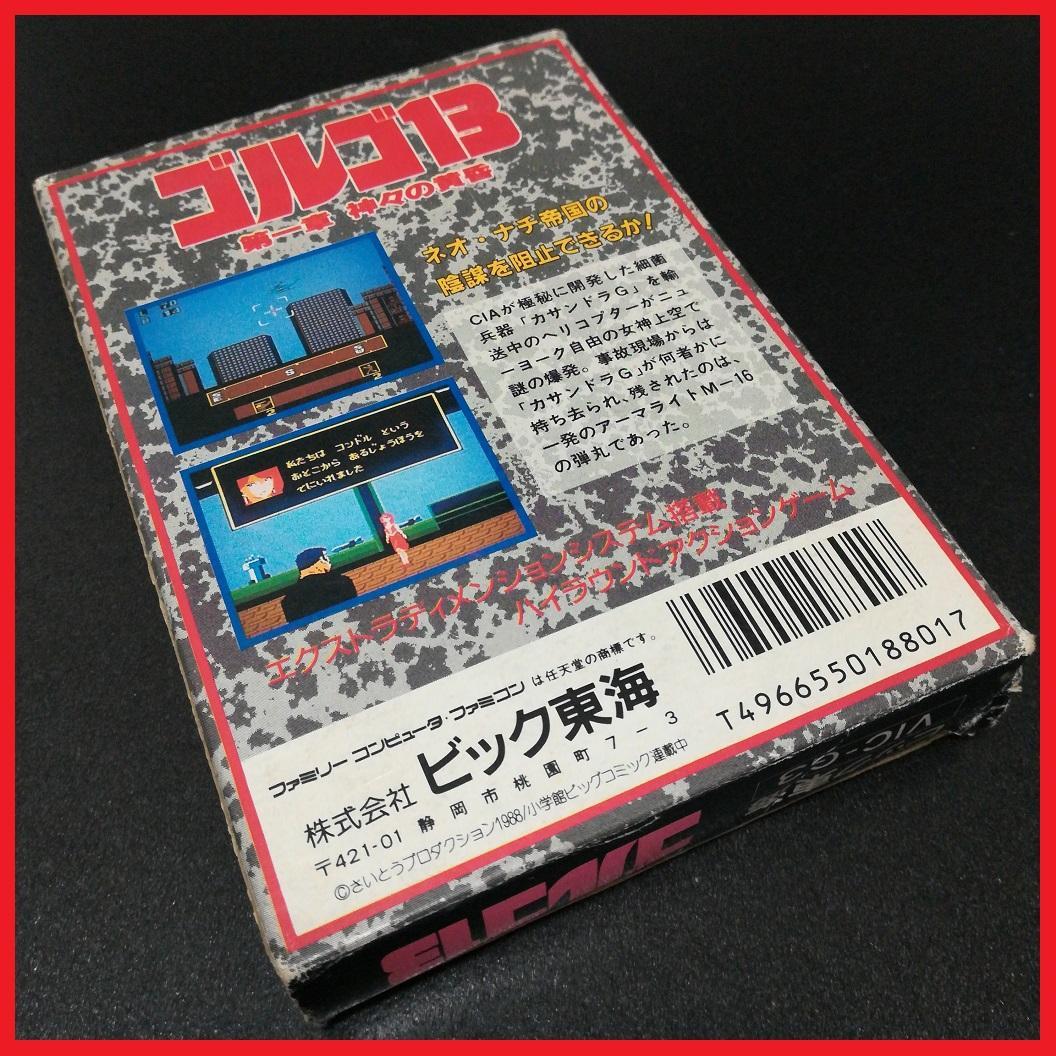 ゴルゴ13
第一章 神々の黄昏
ネオ・ナチ帝国の
陰謀を阻止できるか!
CIAが極秘に開発した細菌
兵器「カサンドラG」を輸
送中のヘリコプターがニュ
ーヨーク自由の女神上空で
謎の爆発。事故現場からは
「カサンドラG」が何者かに
持ち去られ、残されたのは、
一発のアーマライトM-16
の弾丸であった。
S
S
E
2
2
私たちは コンドル という
おとこから あるじょうほうを
てにいれました
エクストラディメンションシステム搭載
ハイラウンドアクションゲーム
T4966550188017
ファミリー コンピュータ・ファミコン は任天堂の商標です。
株式会社 ビック東海
〒421-01 静岡市桃園町7-3
©さいとうプロダクション1988/小学館ビッグコミック連載中
VIC-G3
ゴルゴ13